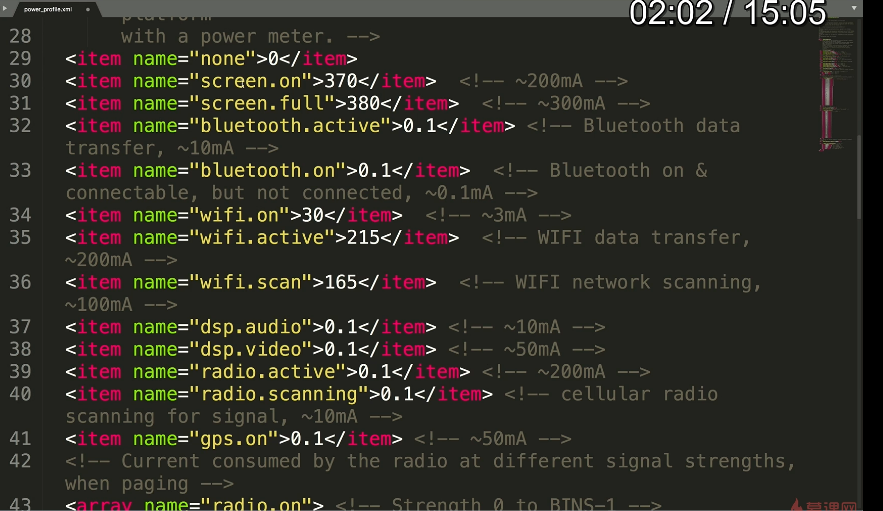 power_profile.xml
02:02 / 15:05
platform
28 with a power meter. -->
29 <item name="none">0</item>
30 <item name="screen.on">370</item> <!-- ~200mA -->
31 <item name="screen.full">380</item> <!-- ~300mA -->
32 <item name="bluetooth.active">0.1</item> <!-- Bluetooth data
transfer, ~10mA -->
33 <item name="bluetooth.on">0.1</item> <!-- Bluetooth on &
connectable, but not connected, ~0.1mA -->
34 <item name="wifi.on">30</item> <!-- ~3mA -->
35 <item name="wifi.active">215</item> <!-- WIFI data transfer,
~200mA -->
36 <item name="wifi.scan">165</item> <!-- WIFI network scanning,
~100mA -->
37 <item name="dsp.audio">0.1</item> <!-- ~10mA -->
38 <item name="dsp.video">0.1</item> <!-- ~50mA -->
39 <item name="radio.active">0.1</item> <!-- ~200mA -->
40 <item name="radio.scanning">0.1</item> <!-- cellular radio
scanning for signal, ~10mA -->
41 <item name="gps.on">0.1</item> <!-- ~50mA -->
42 <!-- Current consumed by the radio at different signal strengths,
when paging -->
43 <array name="radio.on"> <!-- Strength 0 to BINS-1 -->
慕课网